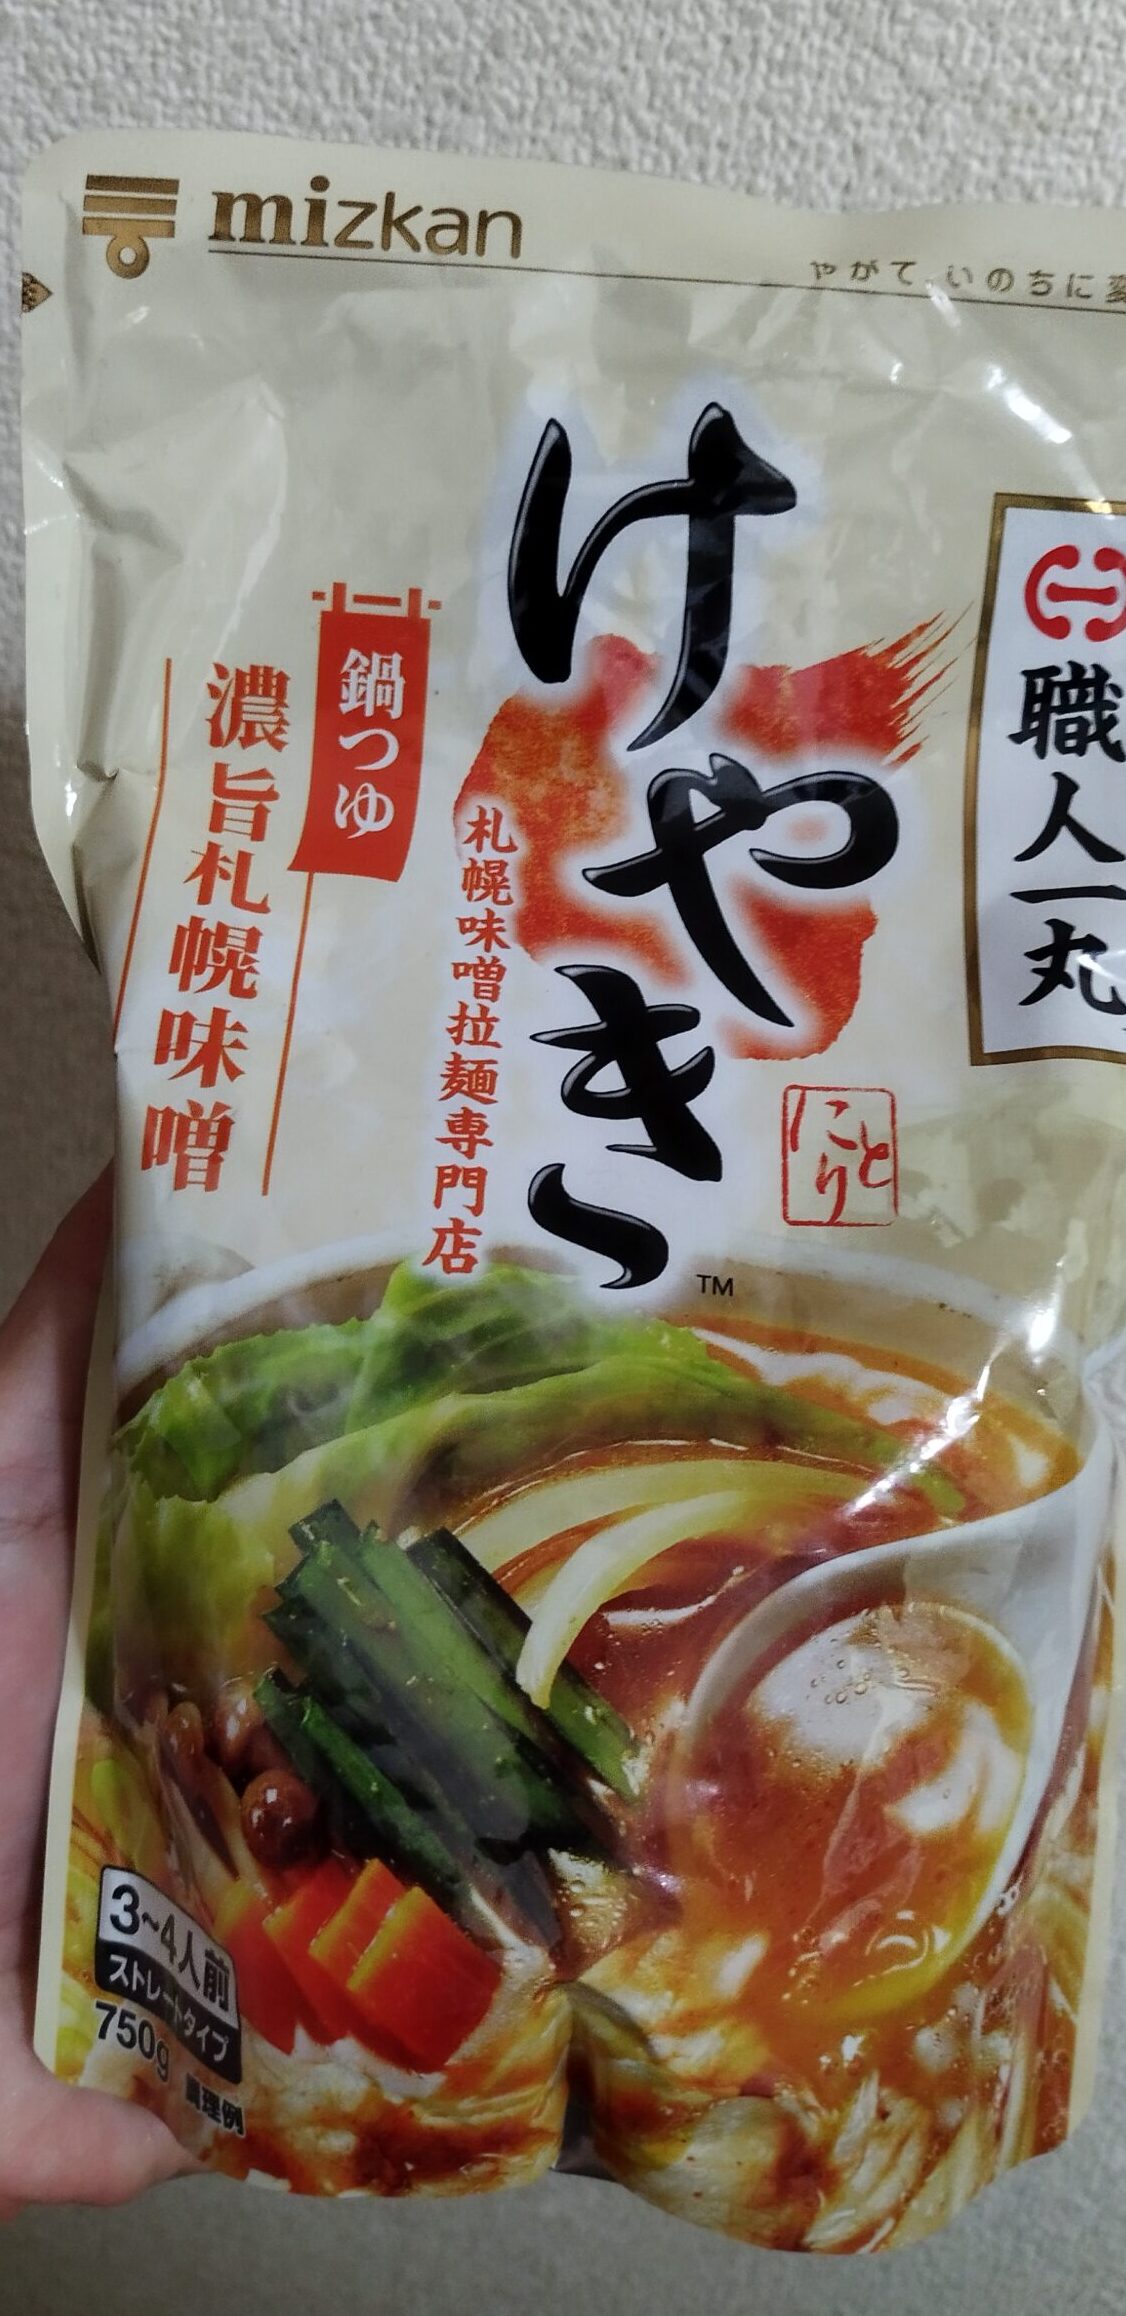 mizkan
やがて、いのちに変
職人一丸
けやき
にとり
札幌味噌拉麺専門店
鍋つゆ
濃旨札幌味噌
TM
3~4人前
ストレートタイプ
750g
調理例